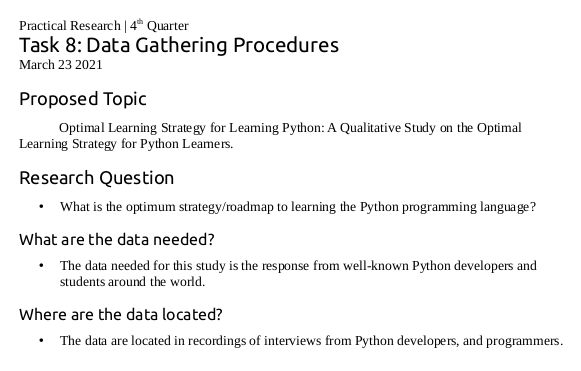 Practical Research | 4th Quarter
Task 8: Data Gathering Procedures
March 23 2021
Proposed Topic
Optimal Learning Strategy for Learning Python: A Qualitative Study on the Optimal
Learning Strategy for Python Learners.
Research Question
• What is the optimum strategy/roadmap to learning the Python programming language?
What are the data needed?
• The data needed for this study is the response from well-known Python developers and
students around the world.
Where are the data located?
• The data are located in recordings of interviews from Python developers, and programmers.